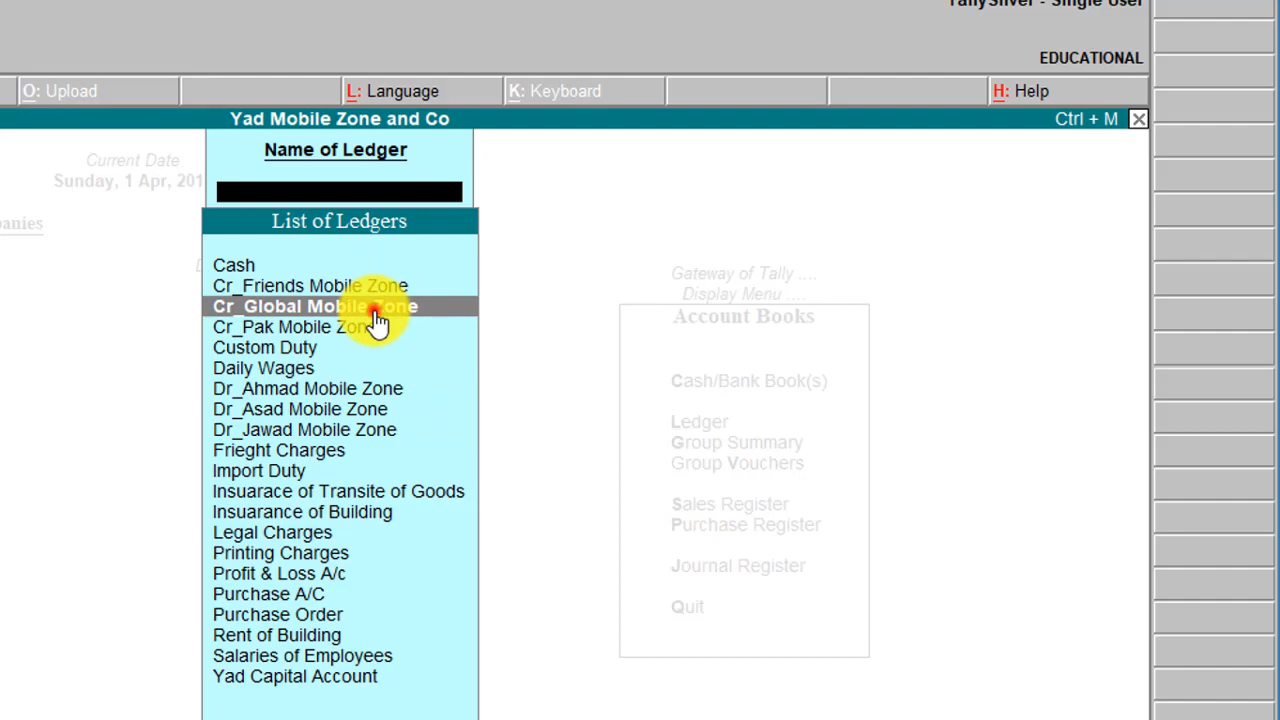 TallySilver - Single User
EDUCATIONAL
O: Upload
L: Language
K: Keyboard
H: Help
Yad Mobile Zone and Co
Ctrl + M
Name of Ledger
Current Date
Sunday, 1 Apr, 201
List of Ledgers
Cash
Cr_Friends Mobile Zone
Cr_Global Mobile Zone
Cr_Pak Mobile Zone
Custom Duty
Daily Wages
Dr_Ahmad Mobile Zone
Dr_Asad Mobile Zone
Dr_Jawad Mobile Zone
Frieght Charges
Import Duty
Insuarace of Transite of Goods
Insuarance of Building
Legal Charges
Printing Charges
Profit & Loss A/c
Purchase A/C
Purchase Order
Rent of Building
Salaries of Employees
Yad Capital Account
Gateway of Tally ....
Display Menu ....
Account Books
Cash/Bank Book(s)
Ledger
Group Summary
Group Vouchers
Sales Register
Purchase Register
Journal Register
Quit